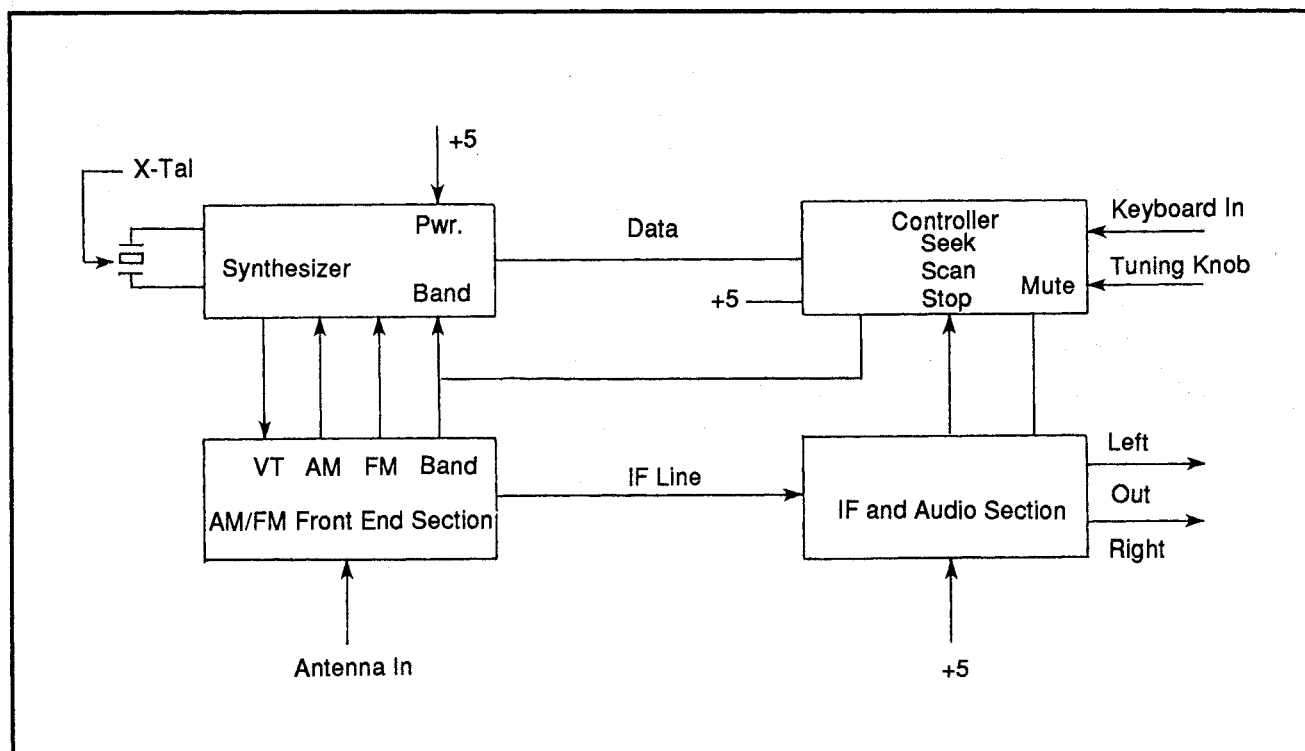 +5
X-Tal
Pwr.
Synthesizer
Band
Data
+5
Controller
Seek
Scan
Stop
Mute
Keyboard In
Tuning Knob
VT AM FM Band
AM/FM Front End Section
IF Line
IF and Audio Section
Left
Out
Right
Antenna In
+5